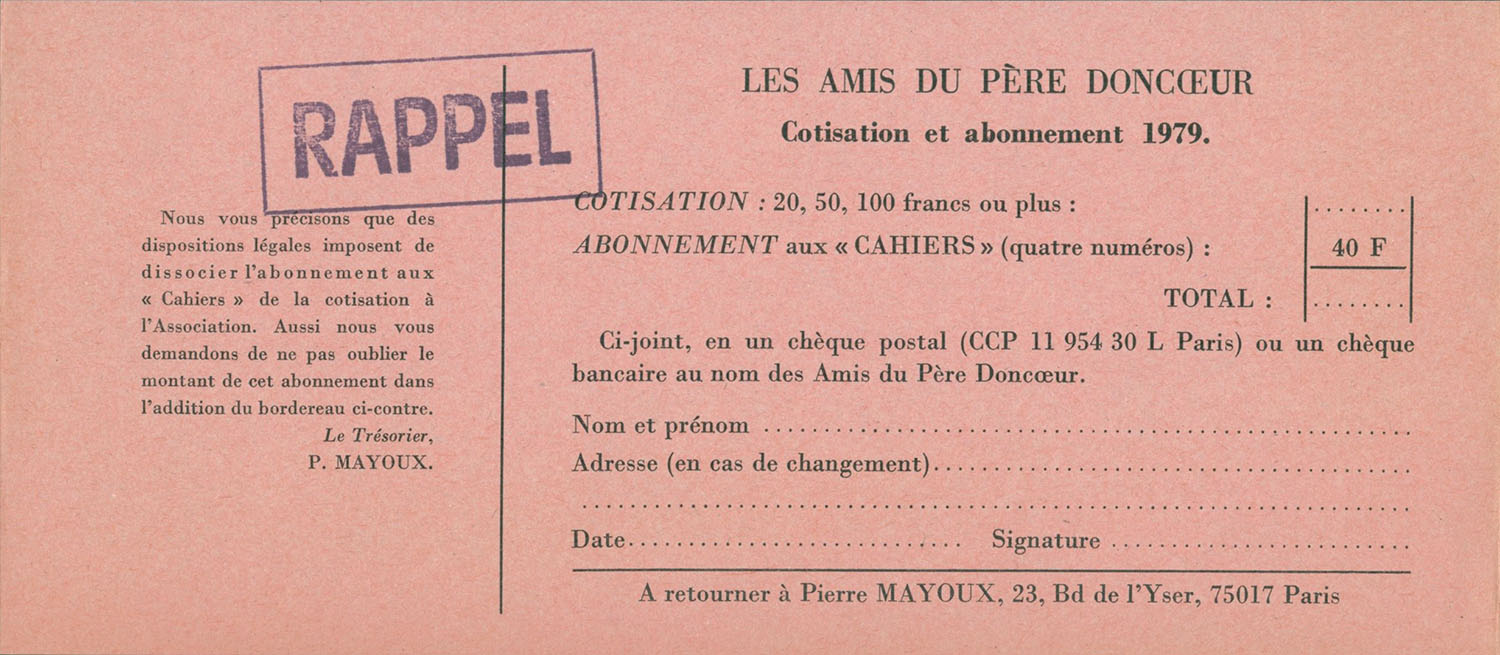 RAPPEL
Nous vous précisons que des
dispositions légales imposent de
dissocier l'abonnement aux
« Cahiers » de la cotisation à
l'Association. Aussi nous vous
demandons de ne pas oublier le
montant de cet abonnement dans
l'addition du bordereau ci-contre.
Le Trésorier,
P. MAYOUX.
LES AMIS DU PÈRE DONCŒUR
Cotisation et abonnement 1979.
COTISATION : 20, 50, 100 francs ou plus : ........
ABONNEMENT aux « CAHIERS » (quatre numéros) : 40 F
TOTAL : ........
Ci-joint, en un chèque postal (CCP 11 954 30 L Paris) ou un chèque
bancaire au nom des Amis du Père Doncœur.
Nom et prénom ................................................
Adresse (en cas de changement)...................................
................................................................
Date............................ Signature .........................
A retourner à Pierre MAYOUX, 23, Bd de l'Yser, 75017 Paris